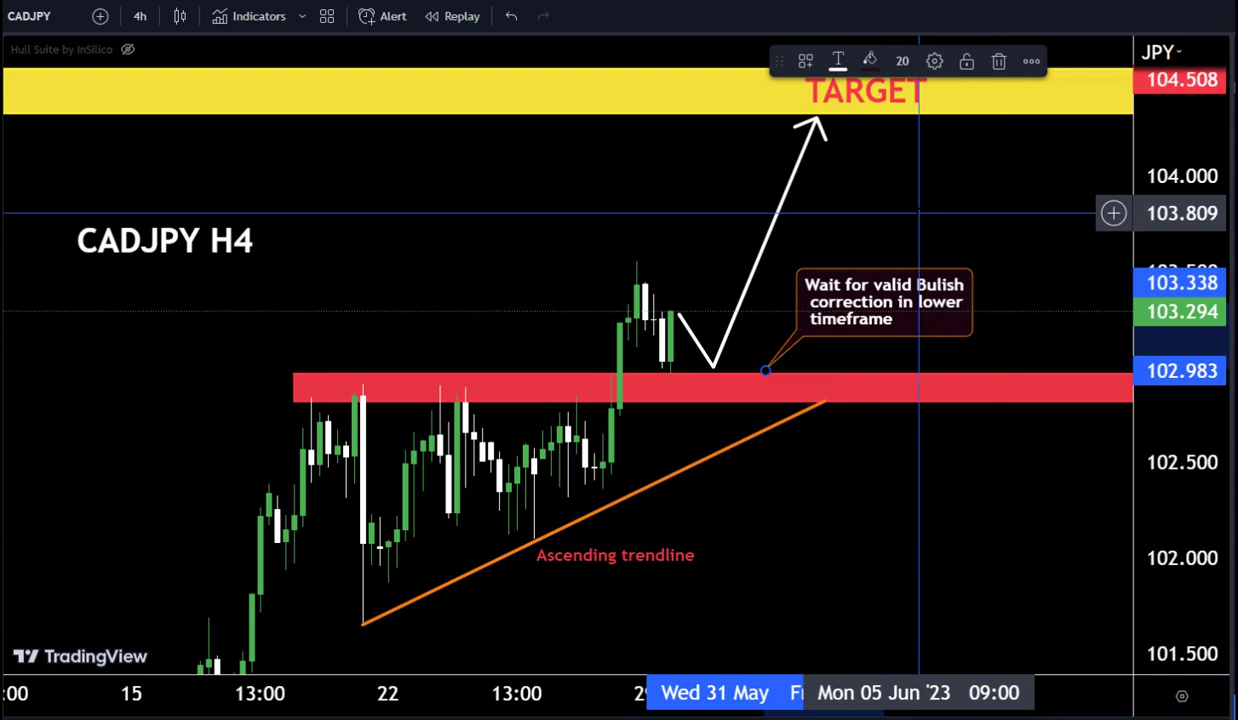 CADJPY 4h Indicators Alert Replay
Hull Suite by InSilico
T 20
JPY
TARGET
104.508
104.000
103.809
CADJPY H4
103.338
Wait for valid Bulish
correction in lower
timeframe
103.294
102.983
102.500
Ascending trendline
102.000
101.500
TradingView
:00 15 13:00 22 13:00 Wed 31 May Mon 05 Jun '23 09:00